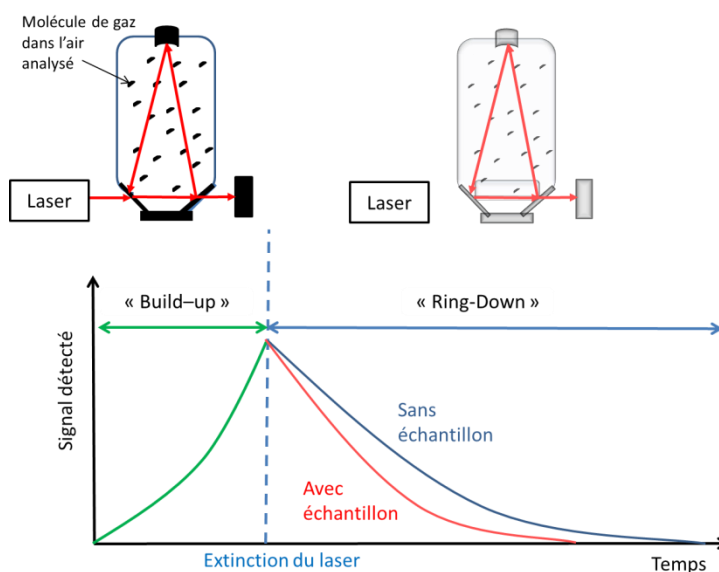 Molécule de gaz
dans l'air
analysé
Laser
Laser
« Build–up »
« Ring-Down »
Signal détecté
Sans
échantillon
Avec
échantillon
Extinction du laser
Temps